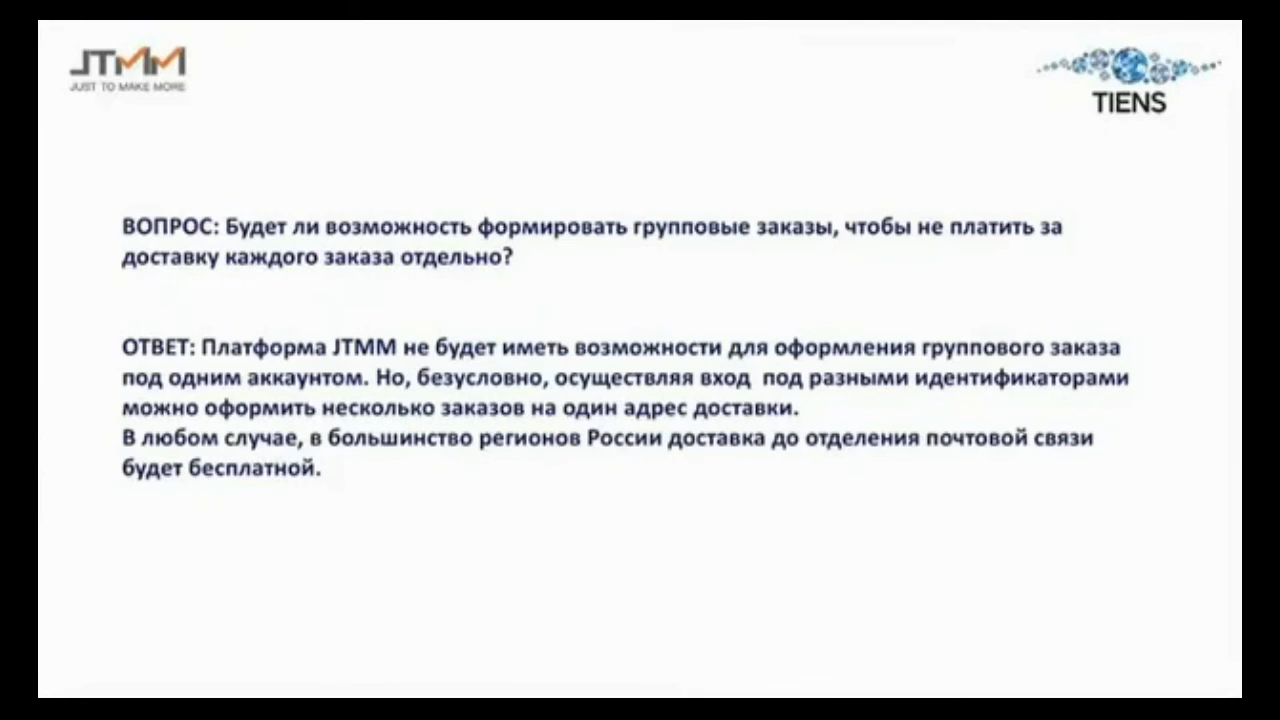 JTMM
JUST TO MAKE MORE
TIENS
ВОПРОС: Будет ли возможность формировать групповые заказы, чтобы не платить за
доставку каждого заказа отдельно?
ОТВЕТ: Платформа JTMM не будет иметь возможности для оформления группового заказа
под одним аккаунтом. Но, безусловно, осуществляя вход под разными идентификаторами
можно оформить несколько заказов на один адрес доставки.
В любом случае, в большинство регионов России доставка до отделения почтовой связи
будет бесплатной.